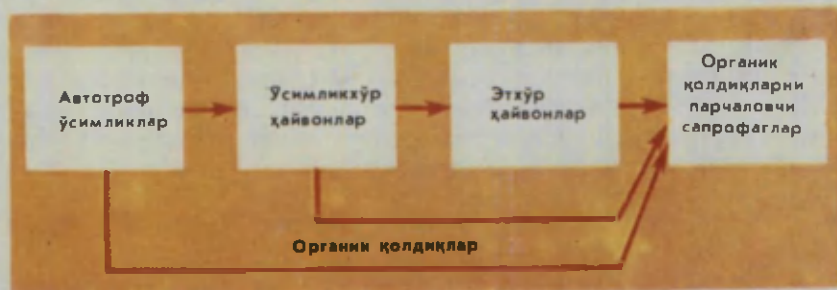 Автотроф
ўсимликлар
Ўсимликхўр
ҳайвонлар
Этхўр
ҳайвонлар
Органик
қолдиқларни
парчаловчи
сапрофаглар
Органик қолдиқлар